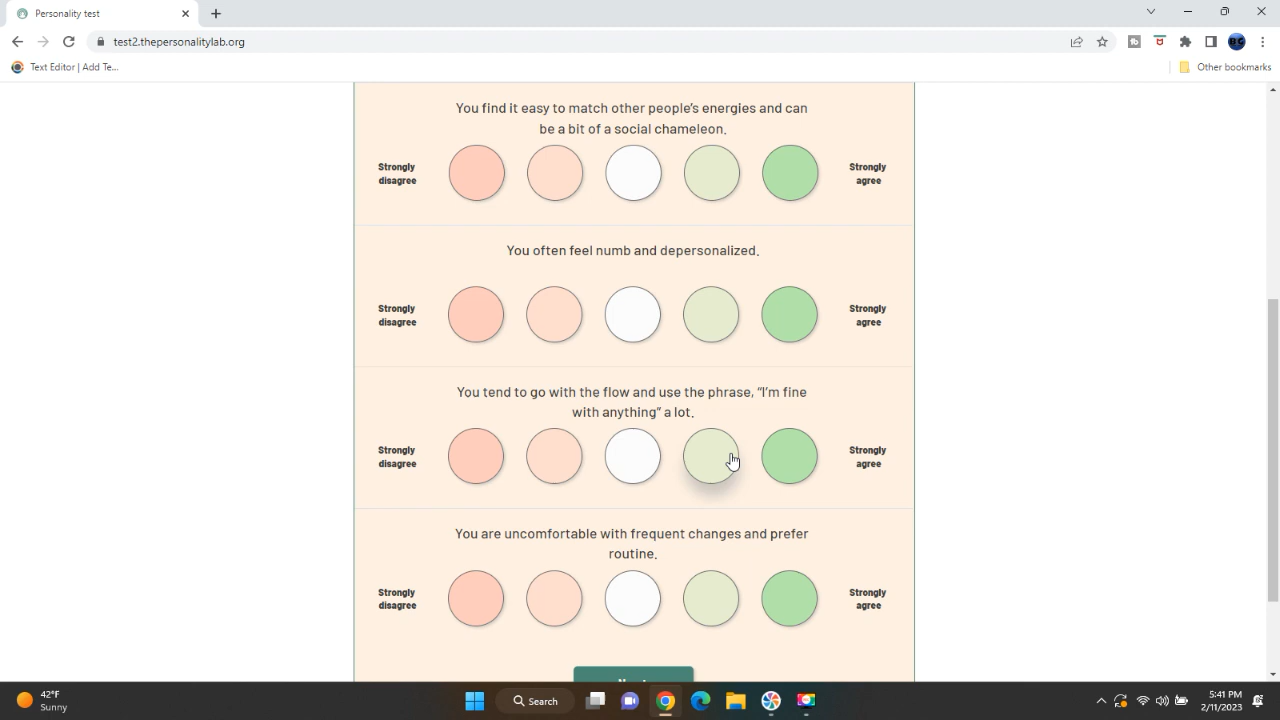 Personality test
test2.thepersonalitylab.org
Text Editor | Add Te...
Other bookmarks
You find it easy to match other people's energies and can
be a bit of a social chameleon.
Strongly
disagree
Strongly
agree
You often feel numb and depersonalized.
Strongly
disagree
Strongly
agree
You tend to go with the flow and use the phrase, “I'm fine
with anything” a lot.
Strongly
disagree
Strongly
agree
You are uncomfortable with frequent changes and prefer
routine.
Strongly
disagree
Strongly
agree
42°F
Sunny
Search
5:41 PM
2/11/2023